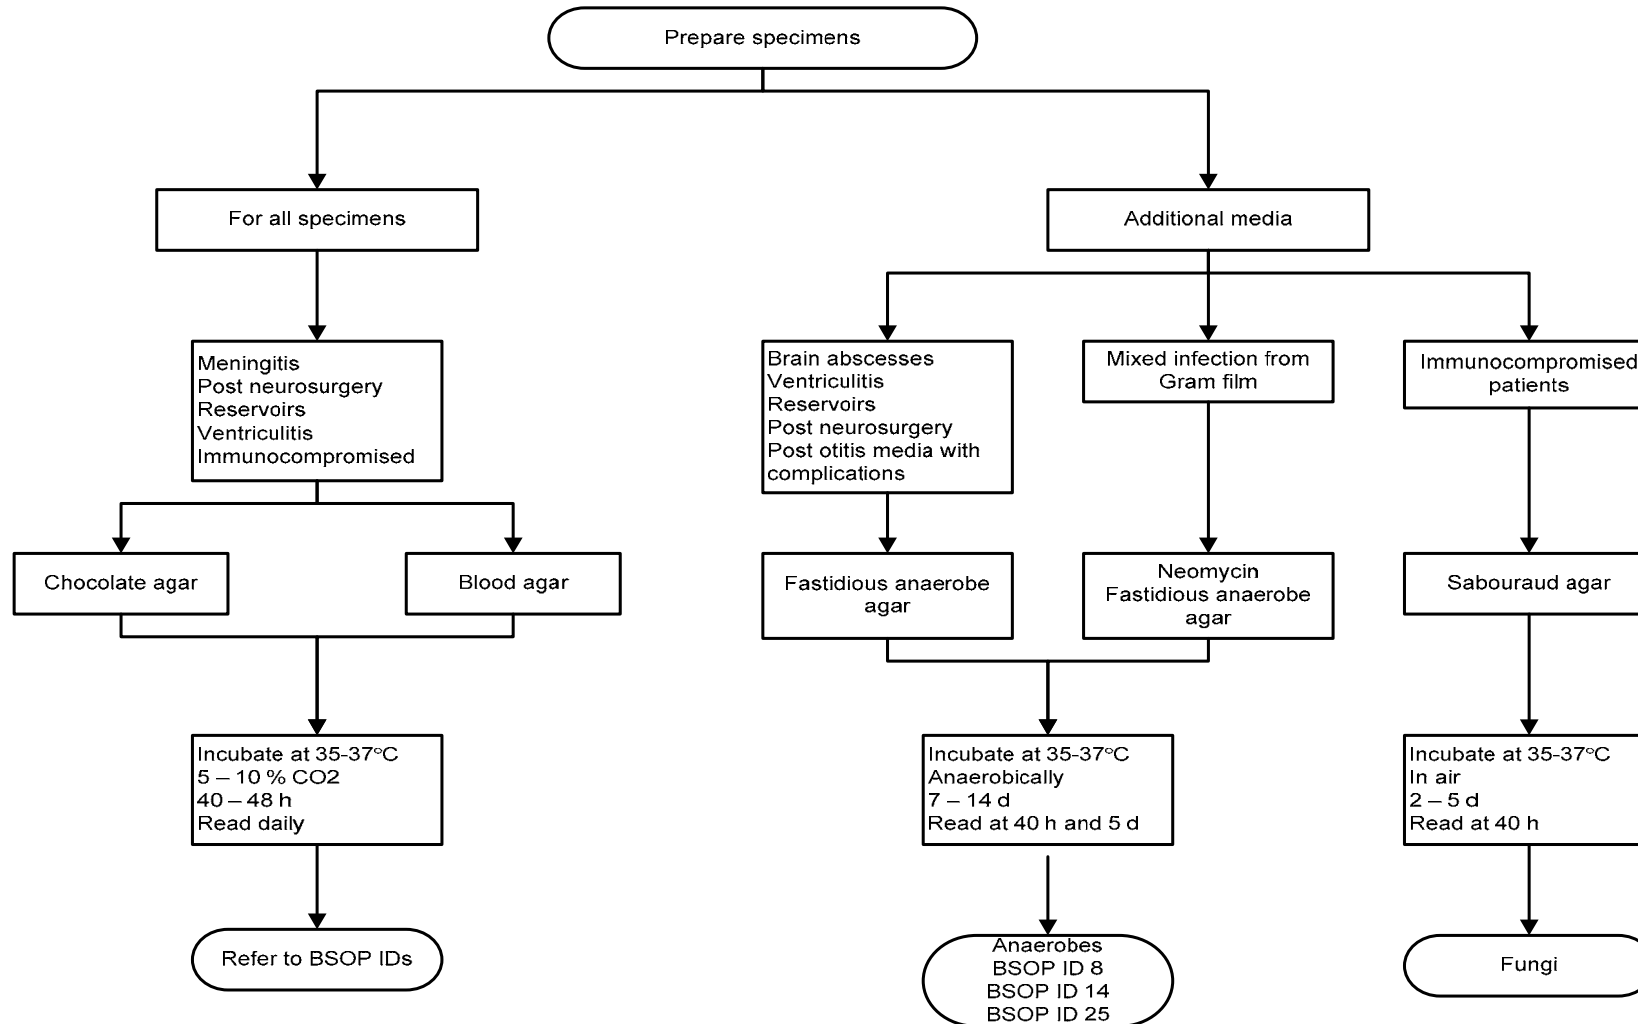 Prepare specimens
For all specimens
Additional media
Meningitis
Post neurosurgery
Reservoirs
Ventriculitis
Immunocompromised
Brain abscesses
Ventriculitis
Reservoirs
Post neurosurgery
Post otitis media with
complications
Mixed infection from
Gram film
Immunocompromised
patients
Chocolate agar
Blood agar
Fastidious anaerobe
agar
Neomycin
Fastidious anaerobe
agar
Sabouraud agar
Incubate at 35-37°C
5 – 10 % CO2
40 – 48 h
Read daily
Incubate at 35-37°C
Anaerobically
7 – 14 d
Read at 40 h and 5 d
Incubate at 35-37°C
In air
2 – 5 d
Read at 40 h
Refer to BSOP IDs
Anaerobes
BSOP ID 8
BSOP ID 14
BSOP ID 25
Fungi